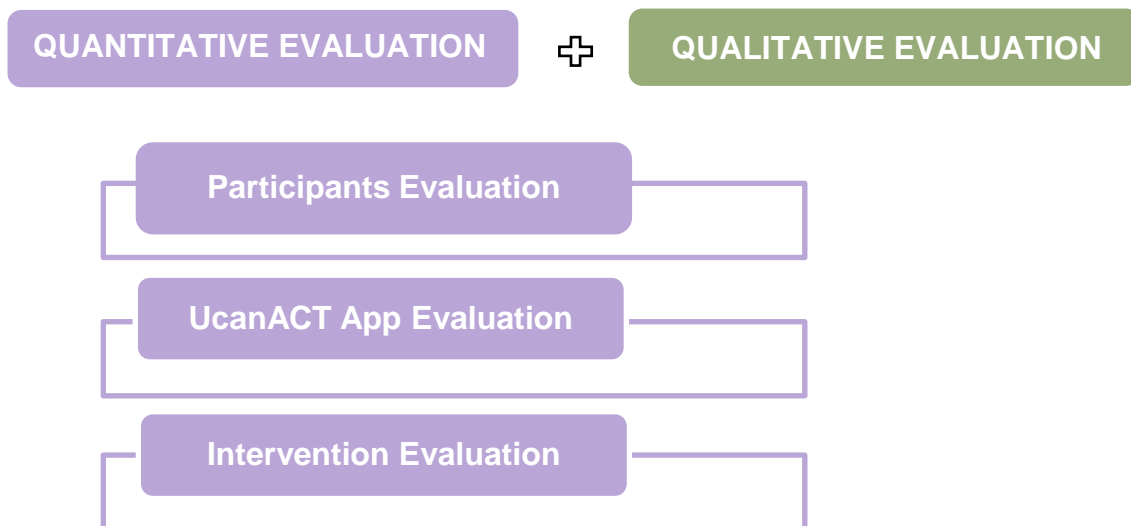 QUANTITATIVE EVALUATION
QUALITATIVE EVALUATION
Participants Evaluation
UcanACT App Evaluation
Intervention Evaluation